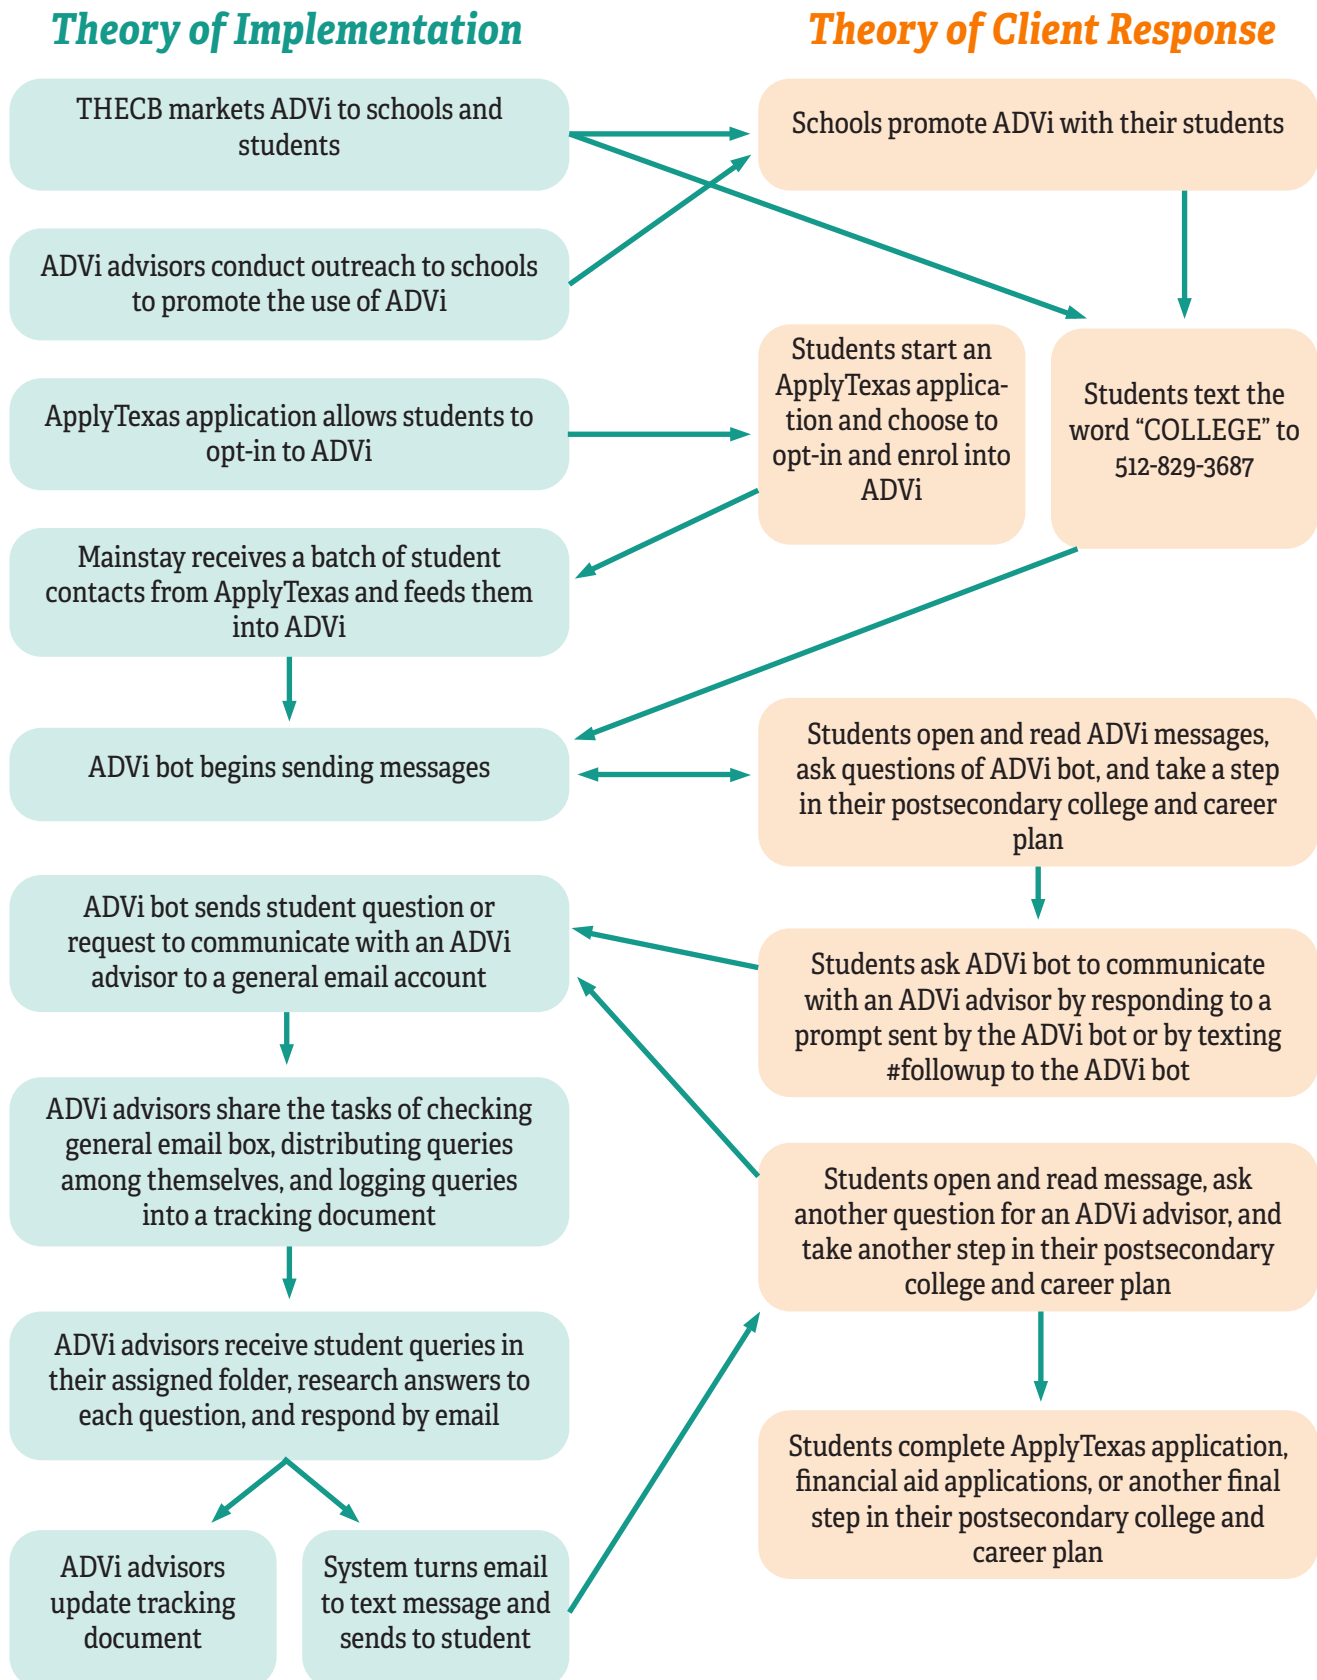 Theory of Implementation
Theory of Client Response
THECB markets ADVi to schools and
students
Schools promote ADVi with their students
ADVi advisors conduct outreach to schools
to promote the use of ADVi
Students start an
ApplyTexas applica-
tion and choose to
opt-in and enrol into
ADVi
Students text the
word “COLLEGE” to
512-829-3687
ApplyTexas application allows students to
opt-in to ADVi
Mainstay receives a batch of student
contacts from ApplyTexas and feeds them
into ADVi
ADVi bot begins sending messages
Students open and read ADVi messages,
ask questions of ADVi bot, and take a step
in their postsecondary college and career
plan
ADVi bot sends student question or
request to communicate with an ADVi
advisor to a general email account
Students ask ADVi bot to communicate
with an ADVi advisor by responding to a
prompt sent by the ADVi bot or by texting
#followup to the ADVi bot
ADVi advisors share the tasks of checking
general email box, distributing queries
among themselves, and logging queries
into a tracking document
Students open and read message, ask
another question for an ADVi advisor, and
take another step in their postsecondary
college and career plan
ADVi advisors receive student queries in
their assigned folder, research answers to
each question, and respond by email
Students complete ApplyTexas application,
financial aid applications, or another final
step in their postsecondary college and
career plan
ADVi advisors
update tracking
document
System turns email
to text message and
sends to student